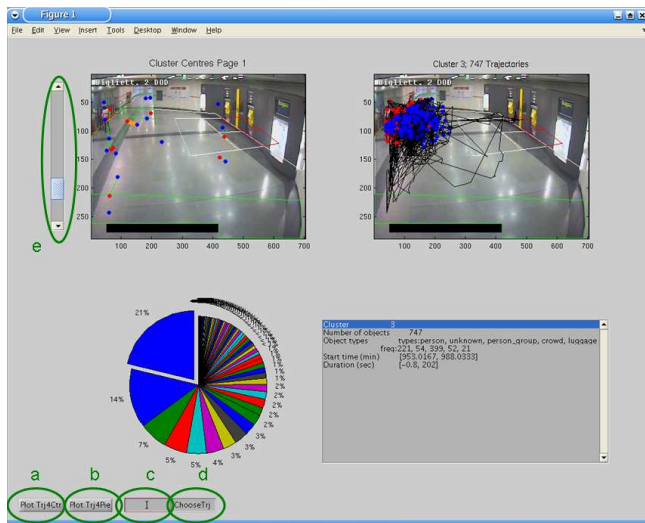 Figure 1
File Edit View Insert Tools Desktop Window Help
Cluster Centres Page 1
Cluster 3; 747 Trajectories
50
100
150
200
250
100 200 300 400 500 600 700
50
100
150
200
250
100 200 300 400 500 600 700
e
21%
14%
7%
5%
5%
4%
3%
3%
3%
2%
2%
2%
2%
2%
1%
1%
1%
Cluster 3
Number of objects 747
Object types types:person, unknown, person_group, crowd, luggage
freq:221, 54, 399, 52, 21
Start time (min) [953.0167, 988.0333]
Duration (sec) [-0.8, 202]
a b c d
Plot Trj4Ctr Plot Trj4Pie ChooseTrj